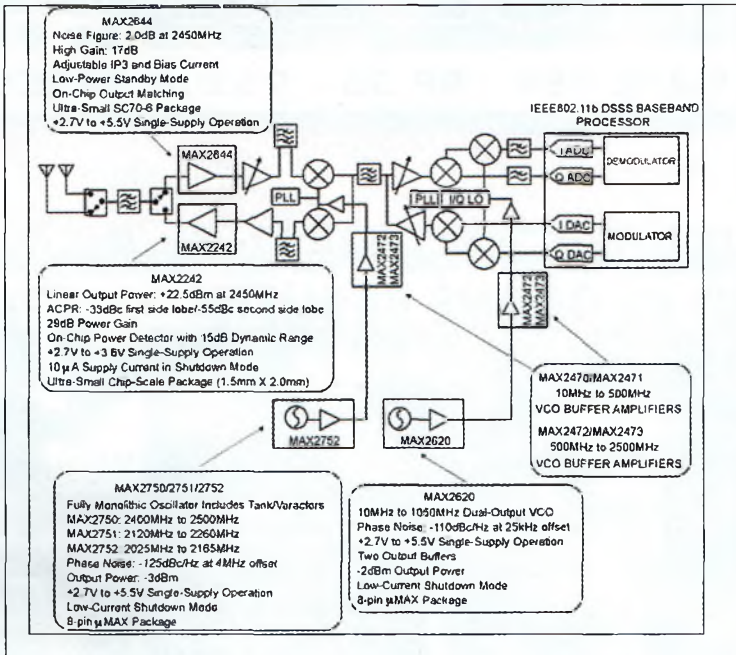 MAX2644
Noise Figure: 2.0dB at 2450MHz
High Gain: 17dB
Adjustable IP3 and Bias Current
Low-Power Standby Mode
On-Chip Output Matching
Ultra-Small SC70-6 Package
+2.7V to +5.5V Single-Supply Operation
IEEE802.11b DSSS BASEBAND
PROCESSOR
MAX2644
I ADC
Q ADC
DEMODULATOR
PLL
PLL
I/Q LO
MAX2242
I DAC
Q DAC
MODULATOR
MAX2472
MAX2473
MAX2472
MAX2473
MAX2242
Linear Output Power: +22.5dBm at 2450MHz
ACPR: -33dBc first side lobe/-55dBc second side lobe
29dB Power Gain
On-Chip Power Detector with 15dB Dynamic Range
+2.7V to +3.6V Single-Supply Operation
10µA Supply Current in Shutdown Mode
Ultra-Small Chip-Scale Package (1.5mm X 2.0mm)
MAX2470/MAX2471
10MHz to 500MHz
VCO BUFFER AMPLIFIERS
MAX2472/MAX2473
500MHz to 2500MHz
VCO BUFFER AMPLIFIERS
MAX2752
MAX2620
MAX2750/2751/2752
Fully Monolithic Oscillator Includes Tank/Varactors
MAX2750: 2400MHz to 2500MHz
MAX2751: 2120MHz to 2260MHz
MAX2752: 2025MHz to 2165MHz
Phase Noise: -125dBc/Hz at 4MHz offset
Output Power: -3dBm
+2.7V to +5.5V Single-Supply Operation
Low-Current Shutdown Mode
8-pin µMAX Package
MAX2620
10MHz to 1050MHz Dual-Output VCO
Phase Noise: -110dBc/Hz at 25kHz offset
+2.7V to +5.5V Single-Supply Operation
Two Output Buffers
-2dBm Output Power
Low-Current Shutdown Mode
8-pin µMAX Package